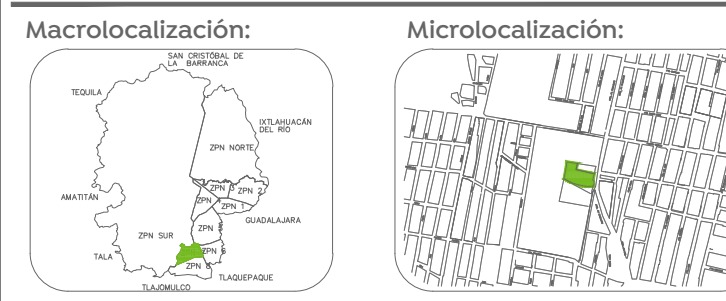 Macrolocalización:
Microlocalización:
SAN CRISTÓBAL DE
LA BARRANCA
TEQUILA
IXTLAHUACÁN
DEL RÍO
ZPN NORTE
ZPN 3
ZPN 2
ZPN
ZPN 1
AMATITÁN
GUADALAJARA
ZPN
ZPN SUR
ZPN 6
TALA
ZPN
TLAQUEPAQUE
TLAJOMULCO